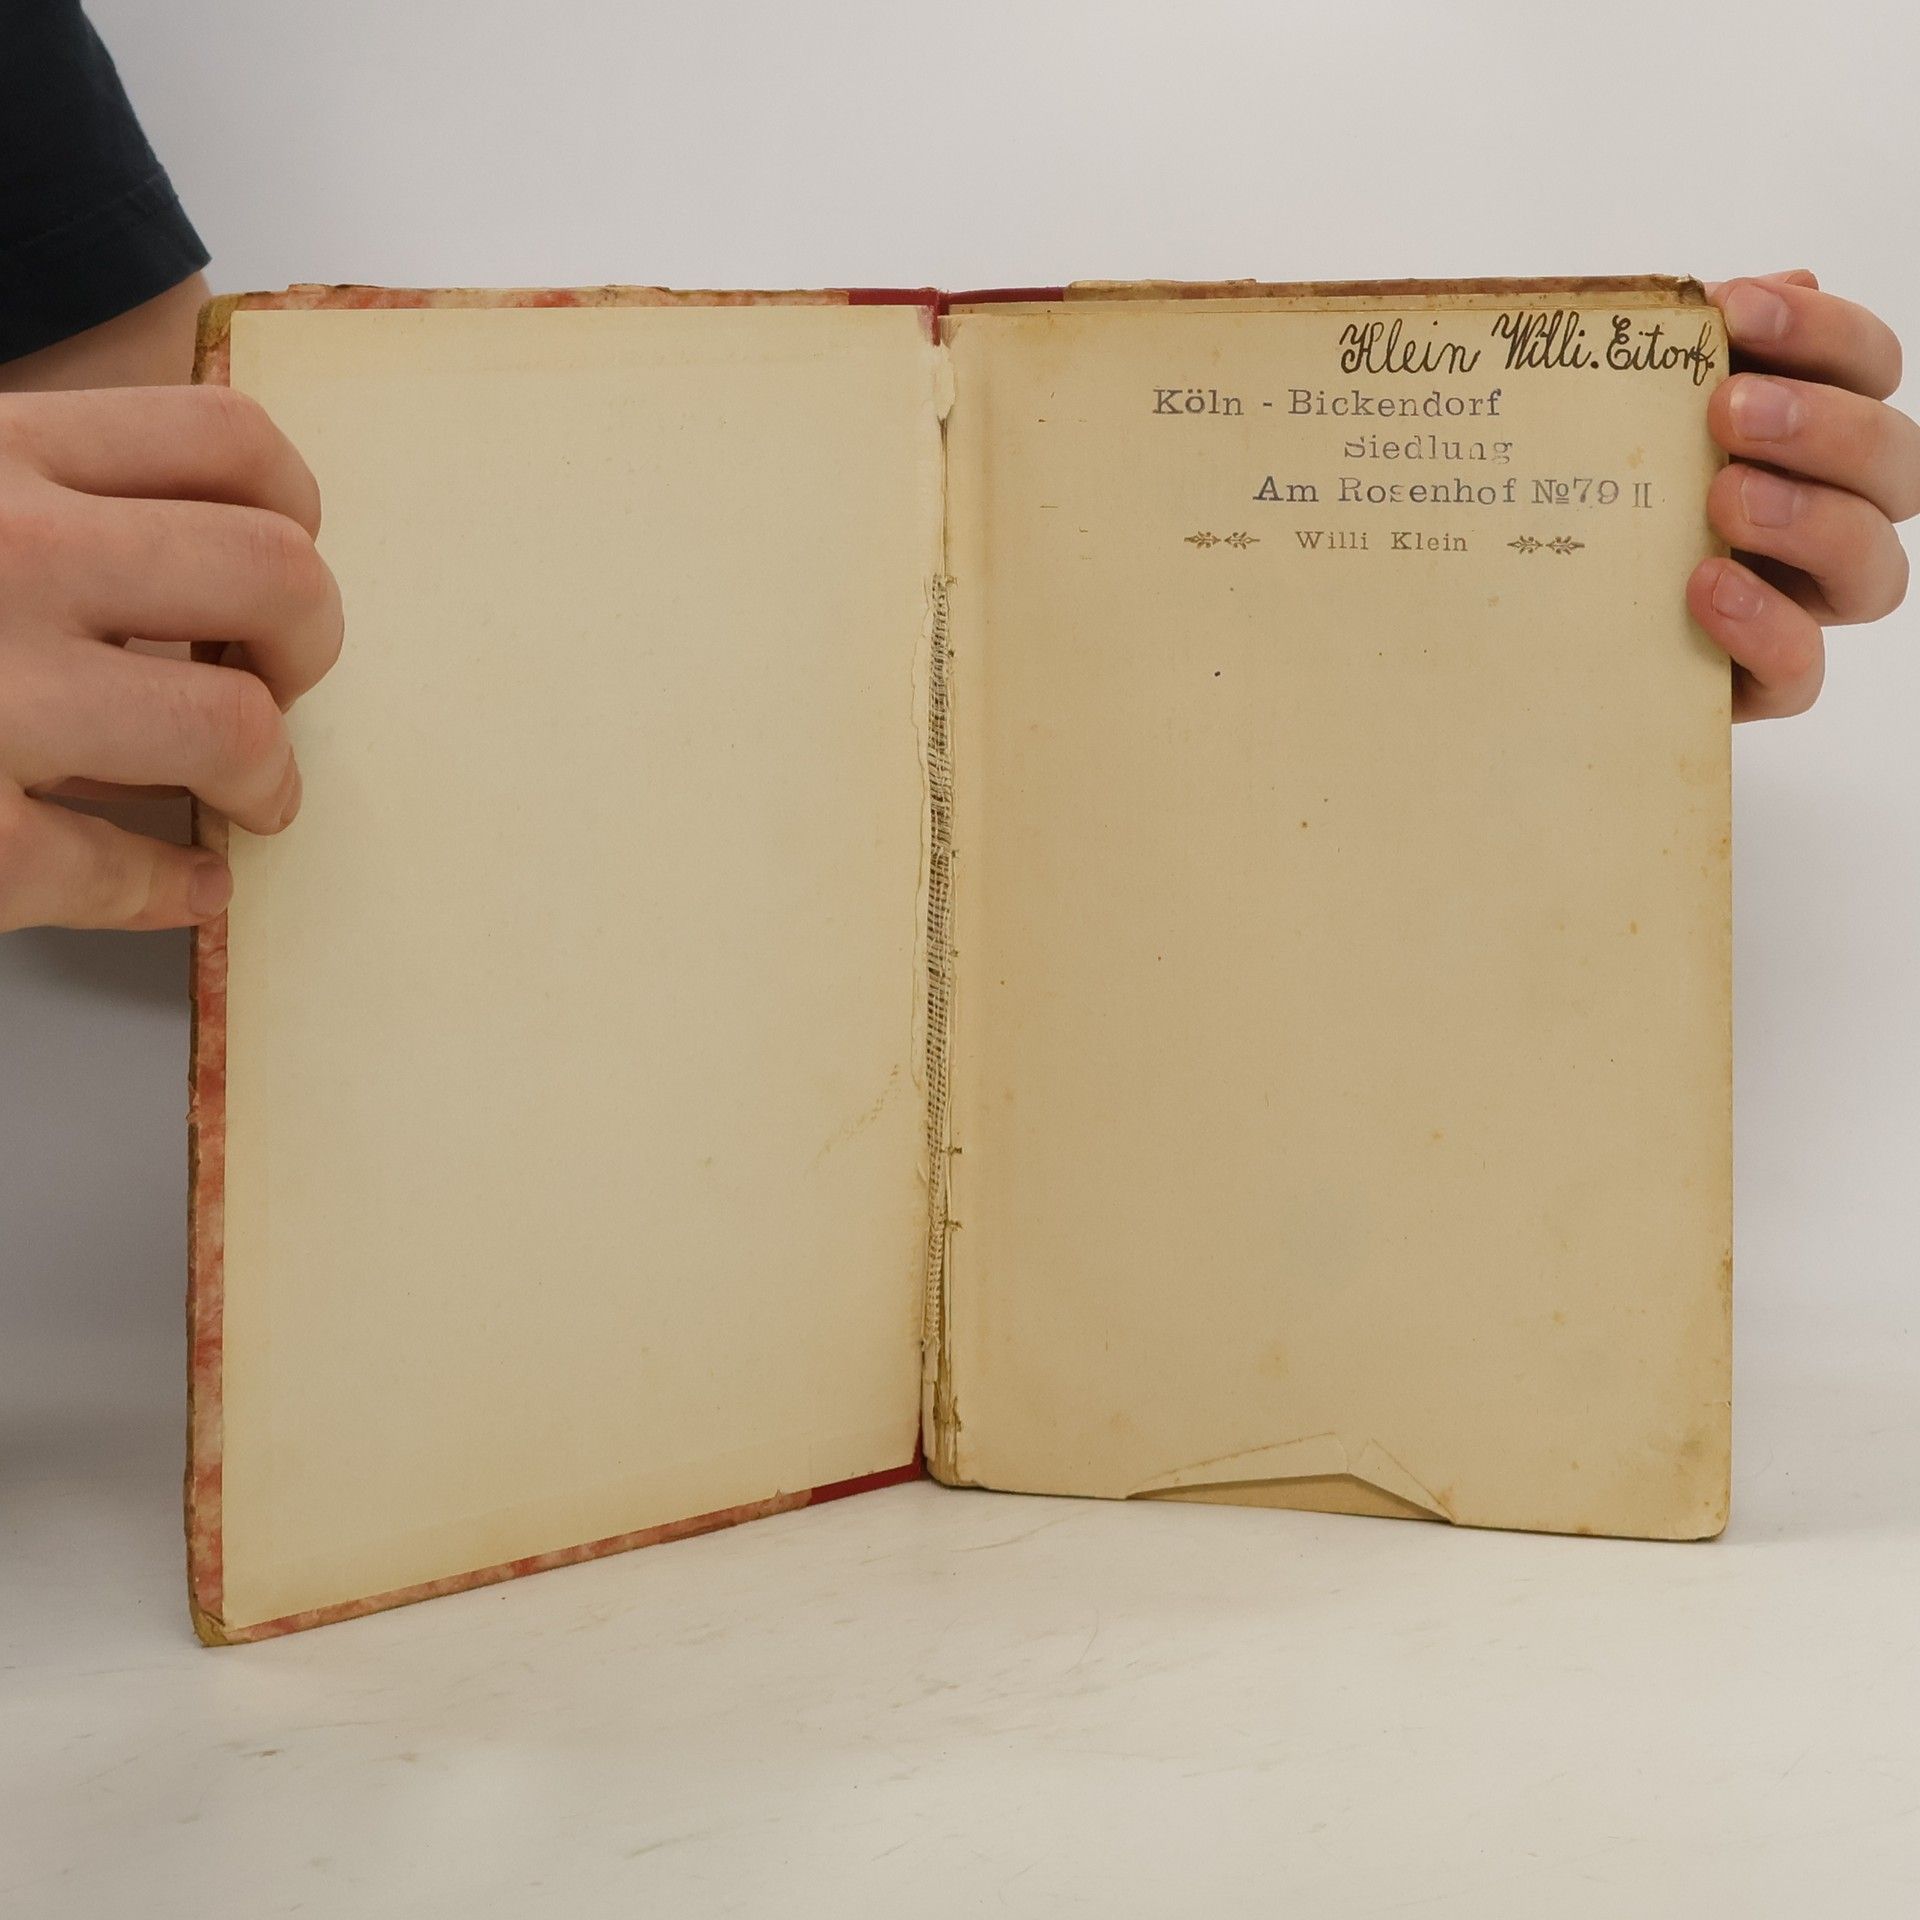 Klein Willi. Eitorf.
Köln - Bickendorf
Siedlung
Am Rosenhof №79 II.
Willi Klein